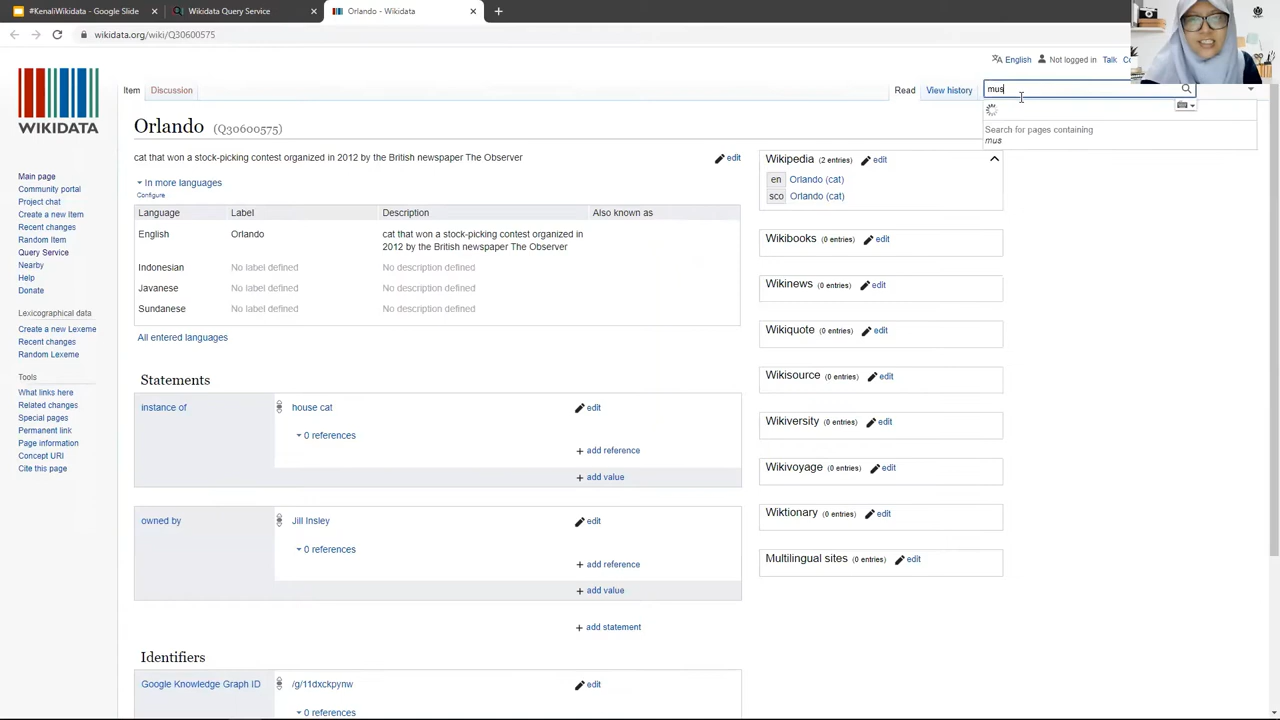 #KenaliWikidata - Google Slide
Wikidata Query Service
Orlando - Wikidata
wikidata.org/wiki/Q30600575
English
Not logged in
Talk
WIKIDATA
Item
Discussion
Read
View history
mus
Search for pages containing
mus
Orlando (Q30600575)
cat that won a stock-picking contest organized in 2012 by the British newspaper The Observer
edit
In more languages
Configure
Language Label Description Also known as
English Orlando cat that won a stock-picking contest organized in
2012 by the British newspaper The Observer
Indonesian No label defined No description defined
Javanese No label defined No description defined
Sundanese No label defined No description defined
All entered languages
Main page
Community portal
Project chat
Create a new Item
Recent changes
Random Item
Query Service
Nearby
Help
Donate
Lexicographical data
Create a new Lexeme
Recent changes
Random Lexeme
Tools
What links here
Related changes
Special pages
Permanent link
Page information
Concept URI
Cite this page
Statements
instance of
house cat
edit
0 references
+ add reference
+ add value
owned by
Jill Insley
edit
0 references
+ add reference
+ add value
+ add statement
Identifiers
Google Knowledge Graph ID
/g/11dxckpynw
edit
0 references
Wikipedia (2 entries) edit
en Orlando (cat)
sco Orlando (cat)
Wikibooks (0 entries) edit
Wikinews (0 entries) edit
Wikiquote (0 entries) edit
Wikisource (0 entries) edit
Wikiversity (0 entries) edit
Wikivoyage (0 entries) edit
Wiktionary (0 entries) edit
Multilingual sites (0 entries) edit